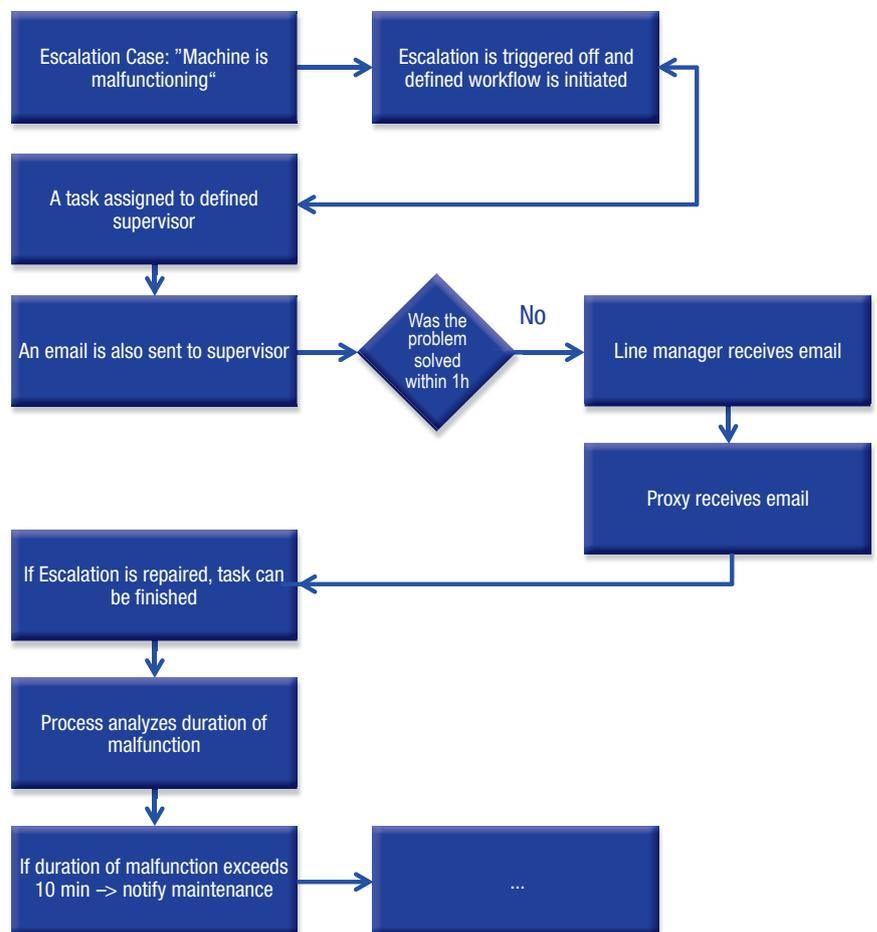 Escalation Case: ”Machine is
malfunctioning“
Escalation is triggered off and
defined workflow is initiated
A task assigned to defined
supervisor
An email is also sent to supervisor
Was the
problem
solved
within 1h
No
Line manager receives email
Proxy receives email
If Escalation is repaired, task can
be finished
Process analyzes duration of
malfunction
If duration of malfunction exceeds
10 min –> notify maintenance
...